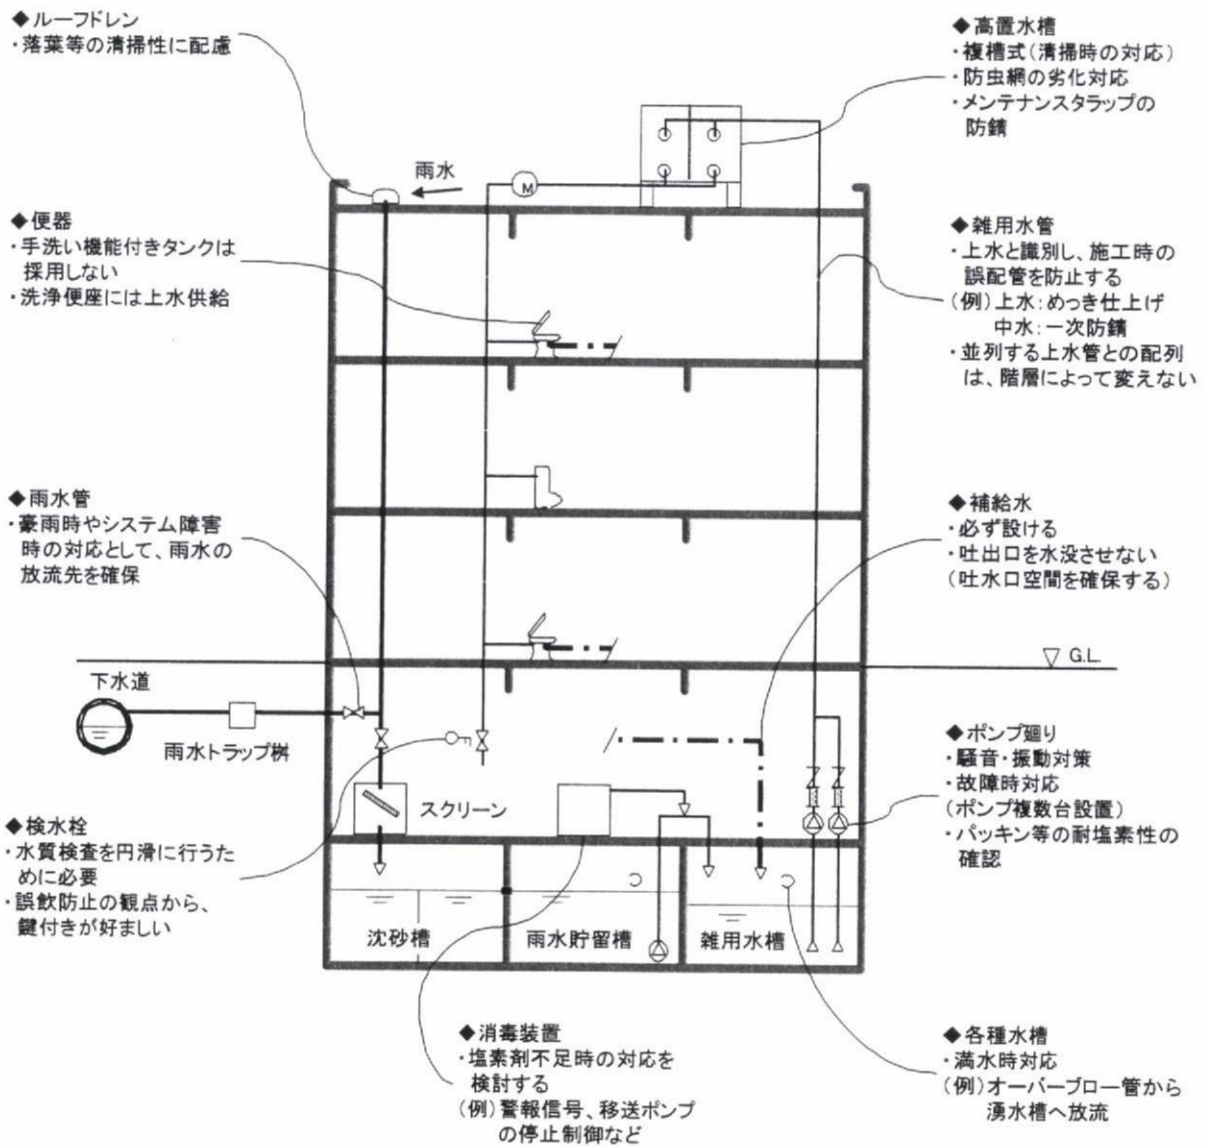 ◆ルーフドレン
・落葉等の清掃性に配慮
◆高置水槽
・複槽式（清掃時の対応）
・防虫網の劣化対応
・メンテナンスタラップの
防錆
雨水
M
◆便器
・手洗い機能付きタンクは
採用しない
・洗浄便座には上水供給
◆雑用水管
・上水と識別し、施工時の
誤配管を防止する
（例）上水：めっき仕上げ
中水：一次防錆
・並列する上水管との配列
は、階層によって変えない
◆雨水管
・豪雨時やシステム障害
時の対応として、雨水の
放流先を確保
◆補給水
・必ず設ける
・吐出口を水没させない
（吐水口空間を確保する）
G.L.
下水道
雨水トラップ桝
◆ポンプ廻り
・騒音・振動対策
・故障時対応
（ポンプ複数台設置）
・パッキン等の耐塩素性の
確認
スクリーン
◆検水栓
・水質検査を円滑に行うた
めに必要
・誤飲防止の観点から、
鍵付きが好ましい
沈砂槽
雨水貯留槽
雑用水槽
◆消毒装置
・塩素剤不足時の対応を
検討する
（例）警報信号、移送ポンプ
の停止制御など
◆各種水槽
・満水時対応
（例）オーバーブロー管から
湧水槽へ放流